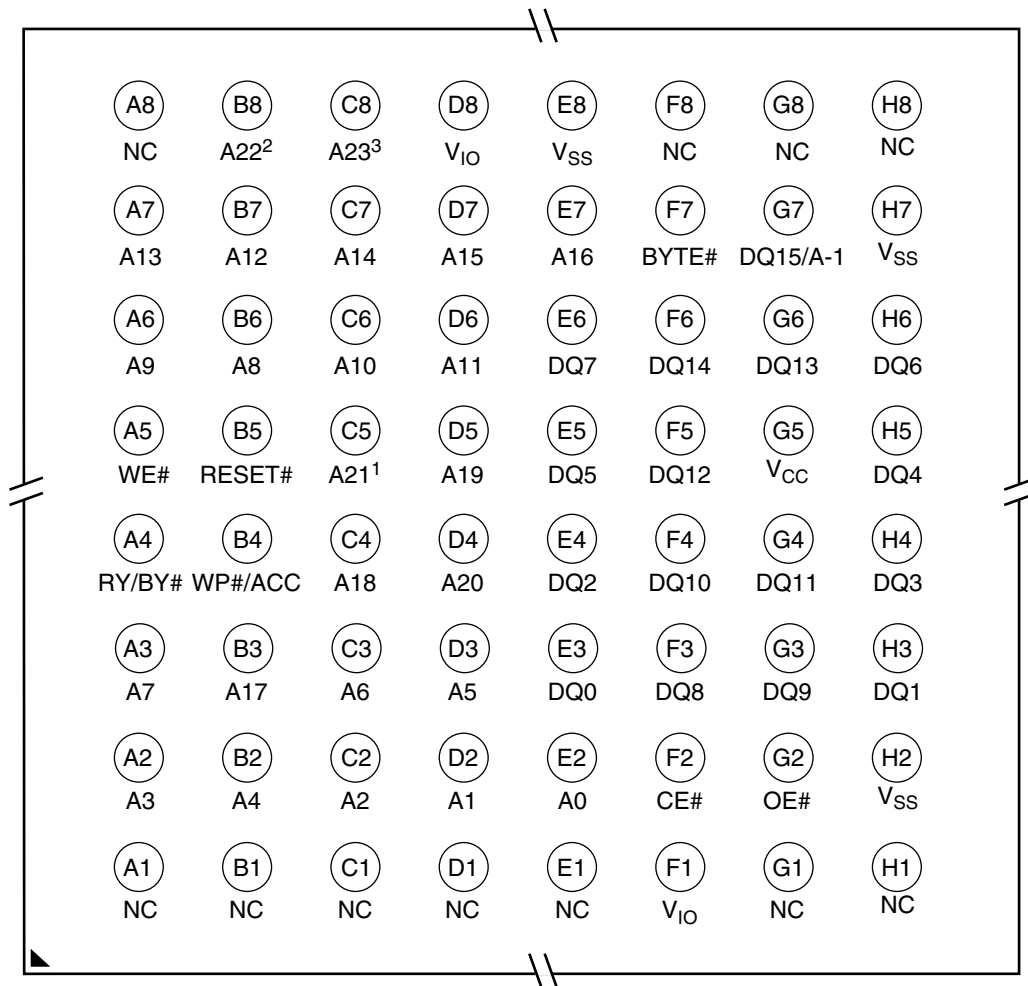 A8 B8 C8 D8 E8 F8 G8 H8
NC A22² A23³ V_IO V_SS NC NC NC
A7 B7 C7 D7 E7 F7 G7 H7
A13 A12 A14 A15 A16 BYTE# DQ15/A-1 V_SS
A6 B6 C6 D6 E6 F6 G6 H6
A9 A8 A10 A11 DQ7 DQ14 DQ13 DQ6
A5 B5 C5 D5 E5 F5 G5 H5
WE# RESET# A21¹ A19 DQ5 DQ12 V_CC DQ4
A4 B4 C4 D4 E4 F4 G4 H4
RY/BY# WP#/ACC A18 A20 DQ2 DQ10 DQ11 DQ3
A3 B3 C3 D3 E3 F3 G3 H3
A7 A17 A6 A5 DQ0 DQ8 DQ9 DQ1
A2 B2 C2 D2 E2 F2 G2 H2
A3 A4 A2 A1 A0 CE# OE# V_SS
A1 B1 C1 D1 E1 F1 G1 H1
NC NC NC NC NC V_IO NC NC